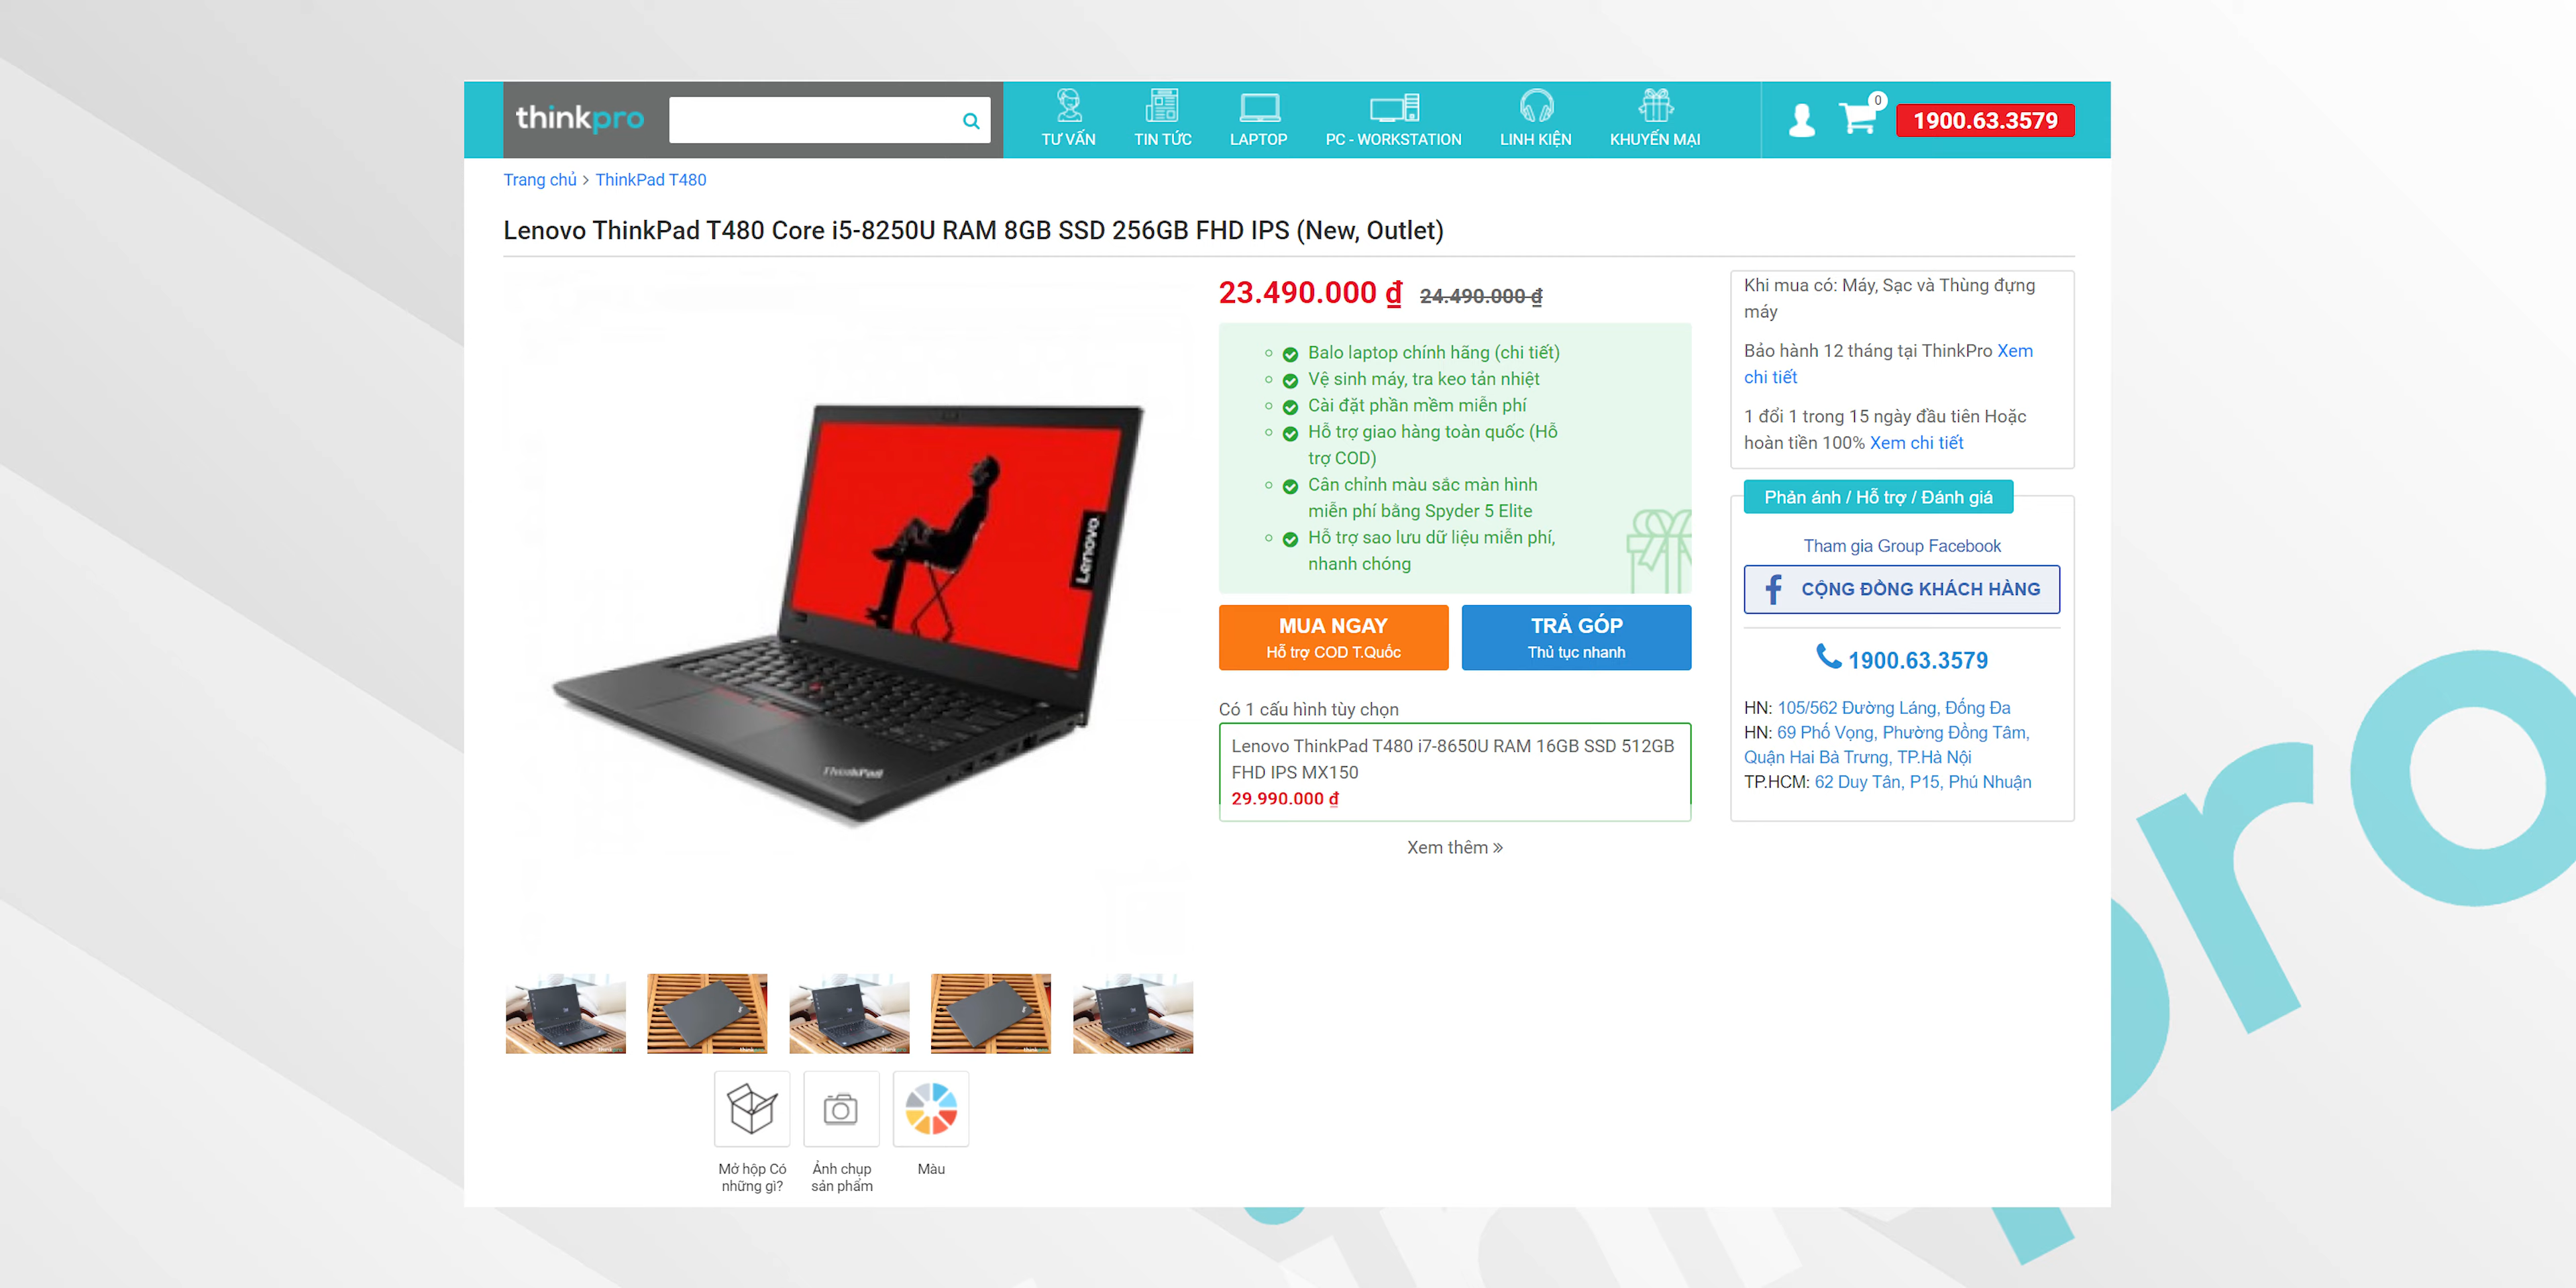 thinkpro
TƯ VẤN
TIN TỨC
LAPTOP
PC - WORKSTATION
LINH KIỆN
KHUYẾN MẠI
0
1900.63.3579
Trang chủ > ThinkPad T480
Lenovo ThinkPad T480 Core i5-8250U RAM 8GB SSD 256GB FHD IPS (New, Outlet)
Lenovo
ThinkPad
23.490.000 ₫ 24.490.000 ₫
Balo laptop chính hãng (chi tiết)
Vệ sinh máy, tra keo tản nhiệt
Cài đặt phần mềm miễn phí
Hỗ trợ giao hàng toàn quốc (Hỗ
trợ COD)
Cân chỉnh màu sắc màn hình
miễn phí bằng Spyder 5 Elite
Hỗ trợ sao lưu dữ liệu miễn phí,
nhanh chóng
MUA NGAY
Hỗ trợ COD T.Quốc
TRẢ GÓP
Thủ tục nhanh
Có 1 cấu hình tùy chọn
Lenovo ThinkPad T480 i7-8650U RAM 16GB SSD 512GB
FHD IPS MX150
29.990.000 ₫
Xem thêm »
Khi mua có: Máy, Sạc và Thùng đựng
máy
Bảo hành 12 tháng tại ThinkPro Xem
chi tiết
1 đổi 1 trong 15 ngày đầu tiên Hoặc
hoàn tiền 100% Xem chi tiết
Phản ánh / Hỗ trợ / Đánh giá
Tham gia Group Facebook
CỘNG ĐỒNG KHÁCH HÀNG
1900.63.3579
HN: 105/562 Đường Láng, Đống Đa
HN: 69 Phố Vọng, Phường Đồng Tâm,
Quận Hai Bà Trưng, TP.Hà Nội
TP.HCM: 62 Duy Tân, P15, Phú Nhuận
Mở hộp Có
những gì?
Ảnh chụp
sản phẩm
Màu
pro